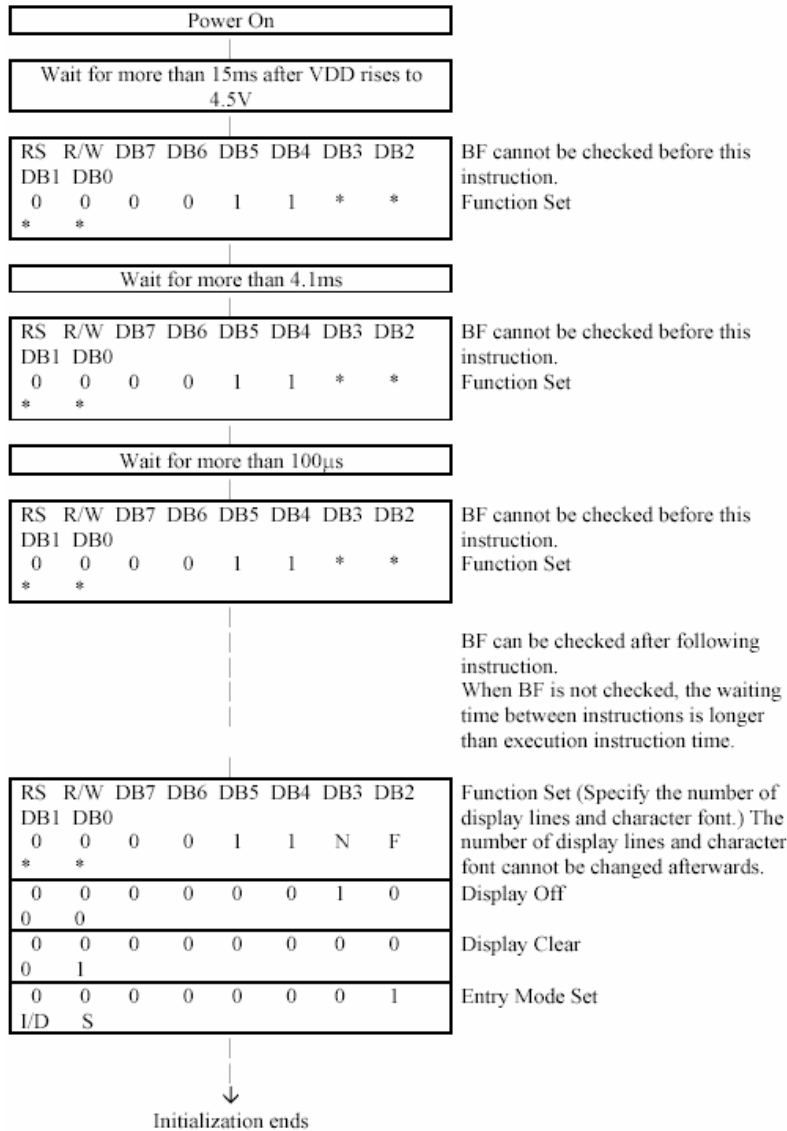 Power On
Wait for more than 15ms after VDD rises to
4.5V
RS R/W DB7 DB6 DB5 DB4 DB3 DB2
DB1 DB0
0 0 0 0 1 1 * *
* *
BF cannot be checked before this
instruction.
Function Set
Wait for more than 4.1ms
RS R/W DB7 DB6 DB5 DB4 DB3 DB2
DB1 DB0
0 0 0 0 1 1 * *
* *
BF cannot be checked before this
instruction.
Function Set
Wait for more than 100μs
RS R/W DB7 DB6 DB5 DB4 DB3 DB2
DB1 DB0
0 0 0 0 1 1 * *
* *
BF cannot be checked before this
instruction.
Function Set
BF can be checked after following
instruction.
When BF is not checked, the waiting
time between instructions is longer
than execution instruction time.
RS R/W DB7 DB6 DB5 DB4 DB3 DB2
DB1 DB0
0 0 0 0 1 1 N F
* *
Function Set (Specify the number of
display lines and character font.) The
number of display lines and character
font cannot be changed afterwards.
0 0 0 0 0 0 1 0
0 0
Display Off
0 0 0 0 0 0 0 0
0 1
Display Clear
0 0 0 0 0 0 0 1
I/D S
Entry Mode Set
Initialization ends